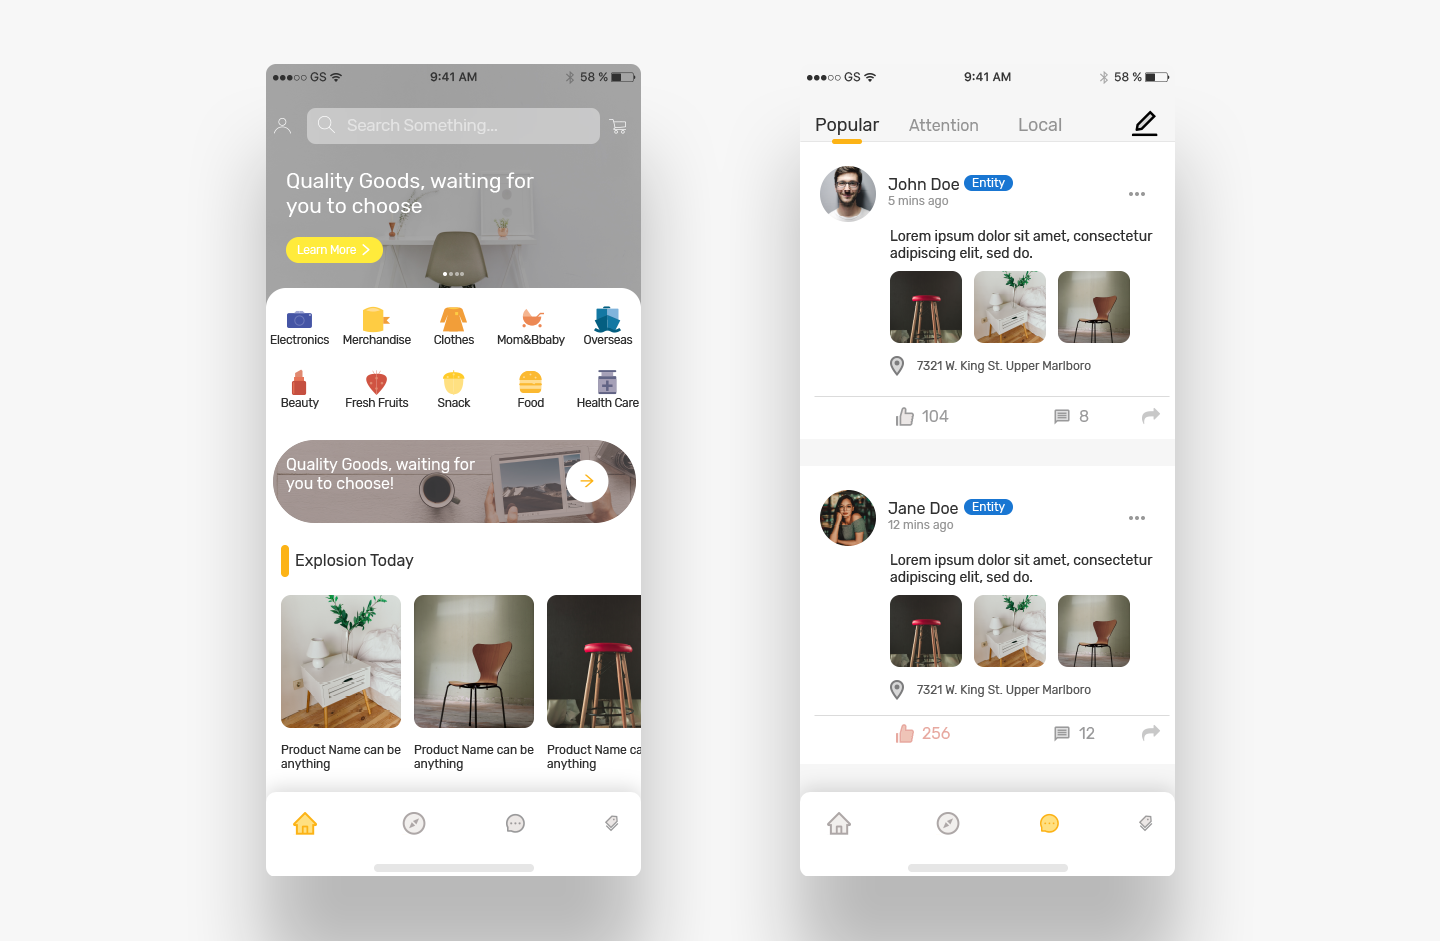 GS 9:41 AM 58 %
Search Something...
Quality Goods, waiting for
you to choose
Learn More
Electronics Merchandise Clothes Mom&Bbaby Overseas
Beauty Fresh Fruits Snack Food Health Care
Quality Goods, waiting for
you to choose!
Explosion Today
Product Name can be
anything
Product Name can be
anything
Product Name ca
anything
GS 9:41 AM 58 %
Popular Attention Local
John Doe Entity
5 mins ago
Lorem ipsum dolor sit amet, consectetur
adipiscing elit, sed do.
7321 W. King St. Upper Marlboro
104 8
Jane Doe Entity
12 mins ago
Lorem ipsum dolor sit amet, consectetur
adipiscing elit, sed do.
7321 W. King St. Upper Marlboro
256 12